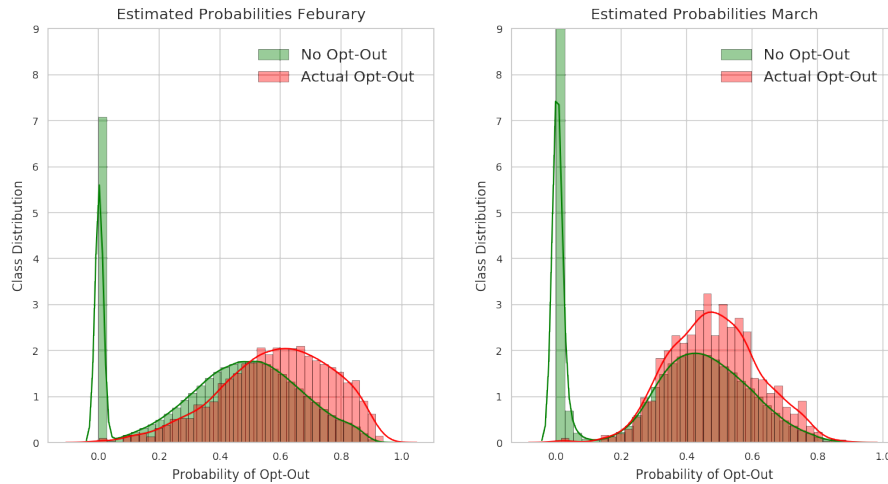 Estimated Probabilities Feburary
9
8
7
6
5
4
3
2
1
0
Class Distribution
No Opt-Out
Actual Opt-Out
0.0 0.2 0.4 0.6 0.8 1.0
Probability of Opt-Out
Estimated Probabilities March
9
8
7
6
5
4
3
2
1
0
Class Distribution
No Opt-Out
Actual Opt-Out
0.0 0.2 0.4 0.6 0.8 1.0
Probability of Opt-Out